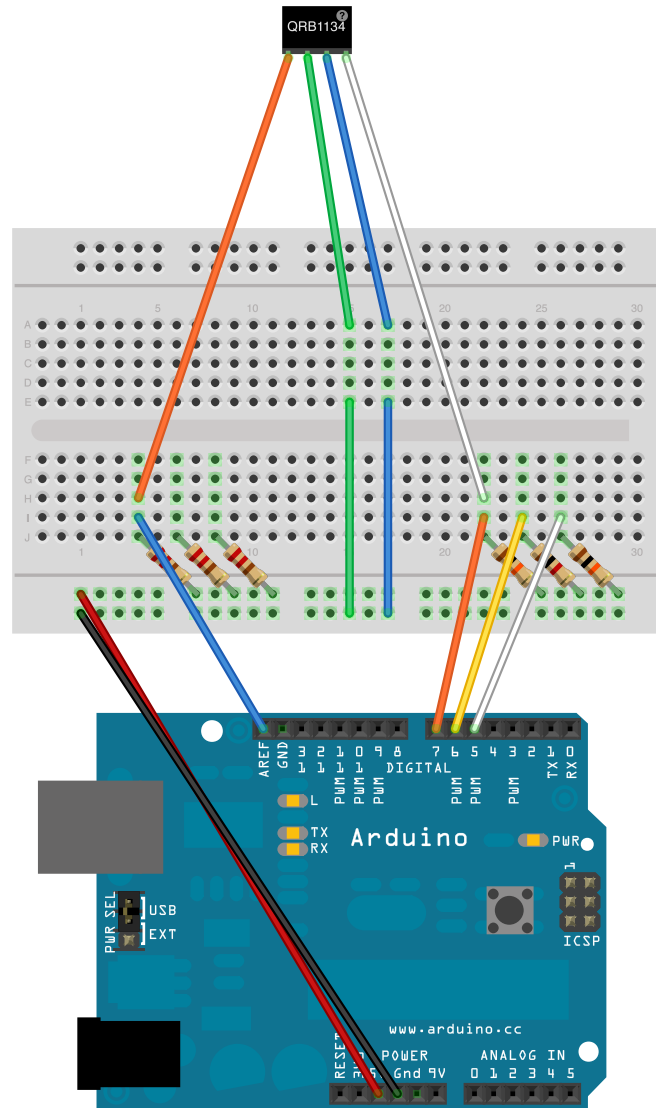 ?
QRB1134
1 5 10 15 20 25 30
A
B
C
D
E
F
G
H
I
J
1 10 20 25 30
AREF
GND
13
12
PWM 11
PWM 10
PWM 9
8
7
PWM 6
PWM 5
4
PWM 3
2
TX 1
RX 0
DIGITAL
L
TX
RX
Arduino
PWR
1
ICSP
PWR SEL
USB
EXT
www.arduino.cc
POWER
ANALOG IN
RESET
Gnd 9V
0 1 2 3 4 5